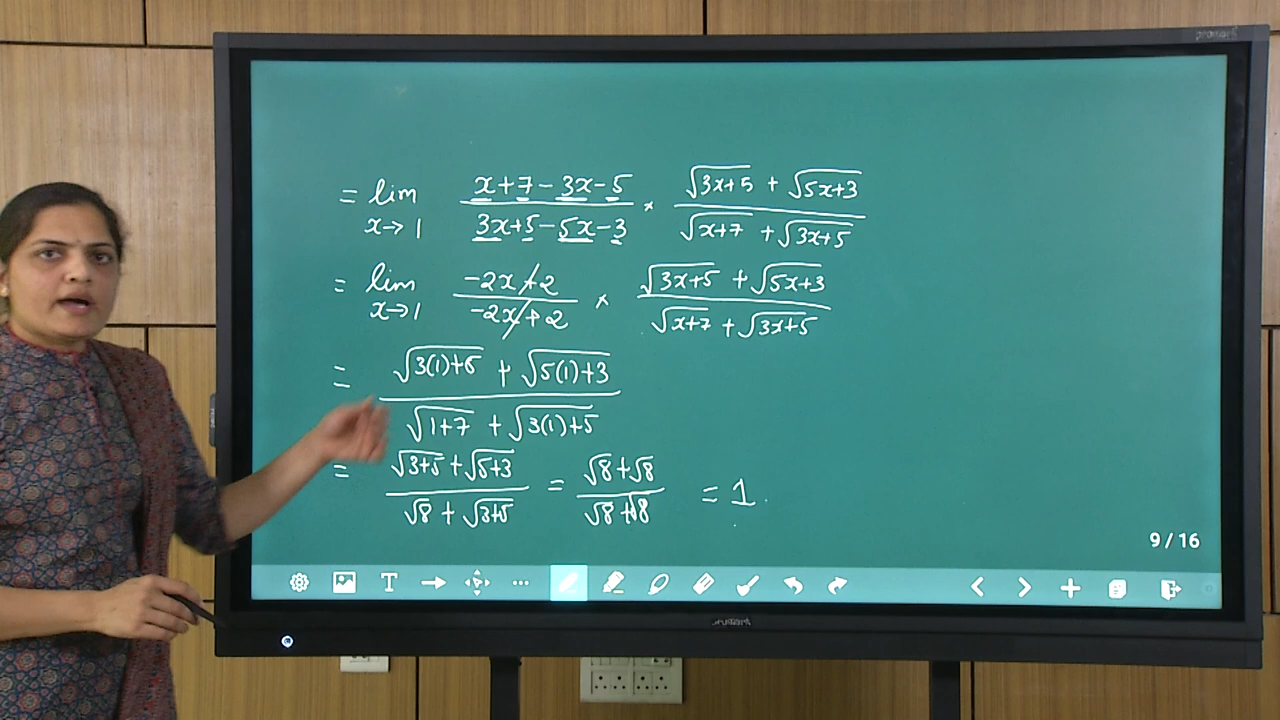 promark
= lim x→1 (x+7-3x-5)/(3x+5-5x-3) × (√(3x+5) + √(5x+3))/(√(x+7) + √(3x+5))
= lim x→1 (-2x+2)/(-2x+2) × (√(3x+5) + √(5x+3))/(√(x+7) + √(3x+5))
= (√(3(1)+5) + √(5(1)+3))/(√(1+7) + √(3(1)+5))
= (√(3+5) + √(5+3))/(√8 + √(3+5)) = (√8+√8)/(√8+√8) = 1.
9/16
T
promark